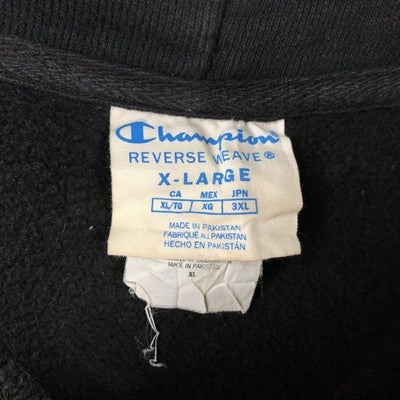 Champion
REVERSE WEAVE®
X-LARGE
CA MEX JPN
XL/TG XG 3XL
MADE IN PAKISTAN
FABRIQUÉ AU PAKISTAN
HECHO EN PAKISTÁN
MADE IN PAKISTAN
XL